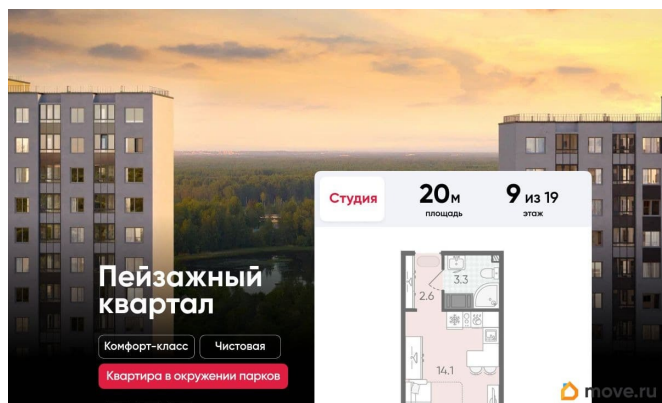 Студия
20м
площадь
9 из 19
этаж
3.3
2.6
14.1
Пейзажный
квартал
Комфорт-класс
Чистовая
Квартира в окружении парков
move.ru